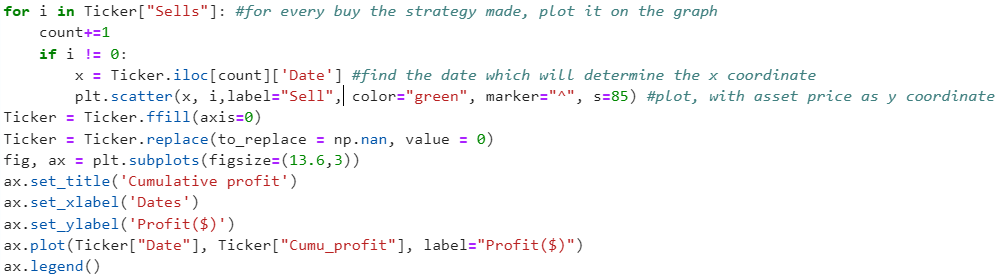 for i in Ticker["Sells"]: #for every buy the strategy made, plot it on the graph
    count+=1
    if i != 0:
        x = Ticker.iloc[count]['Date'] #find the date which will determine the x coordinate
        plt.scatter(x, i,label="Sell", color="green", marker="^", s=85) #plot, with asset price as y coordinate
Ticker = Ticker.ffill(axis=0)
Ticker = Ticker.replace(to_replace = np.nan, value = 0)
fig, ax = plt.subplots(figsize=(13.6,3))
ax.set_title('Cumulative profit')
ax.set_xlabel('Dates')
ax.set_ylabel('Profit($)')
ax.plot(Ticker["Date"], Ticker["Cumu_profit"], label="Profit($)")
ax.legend()